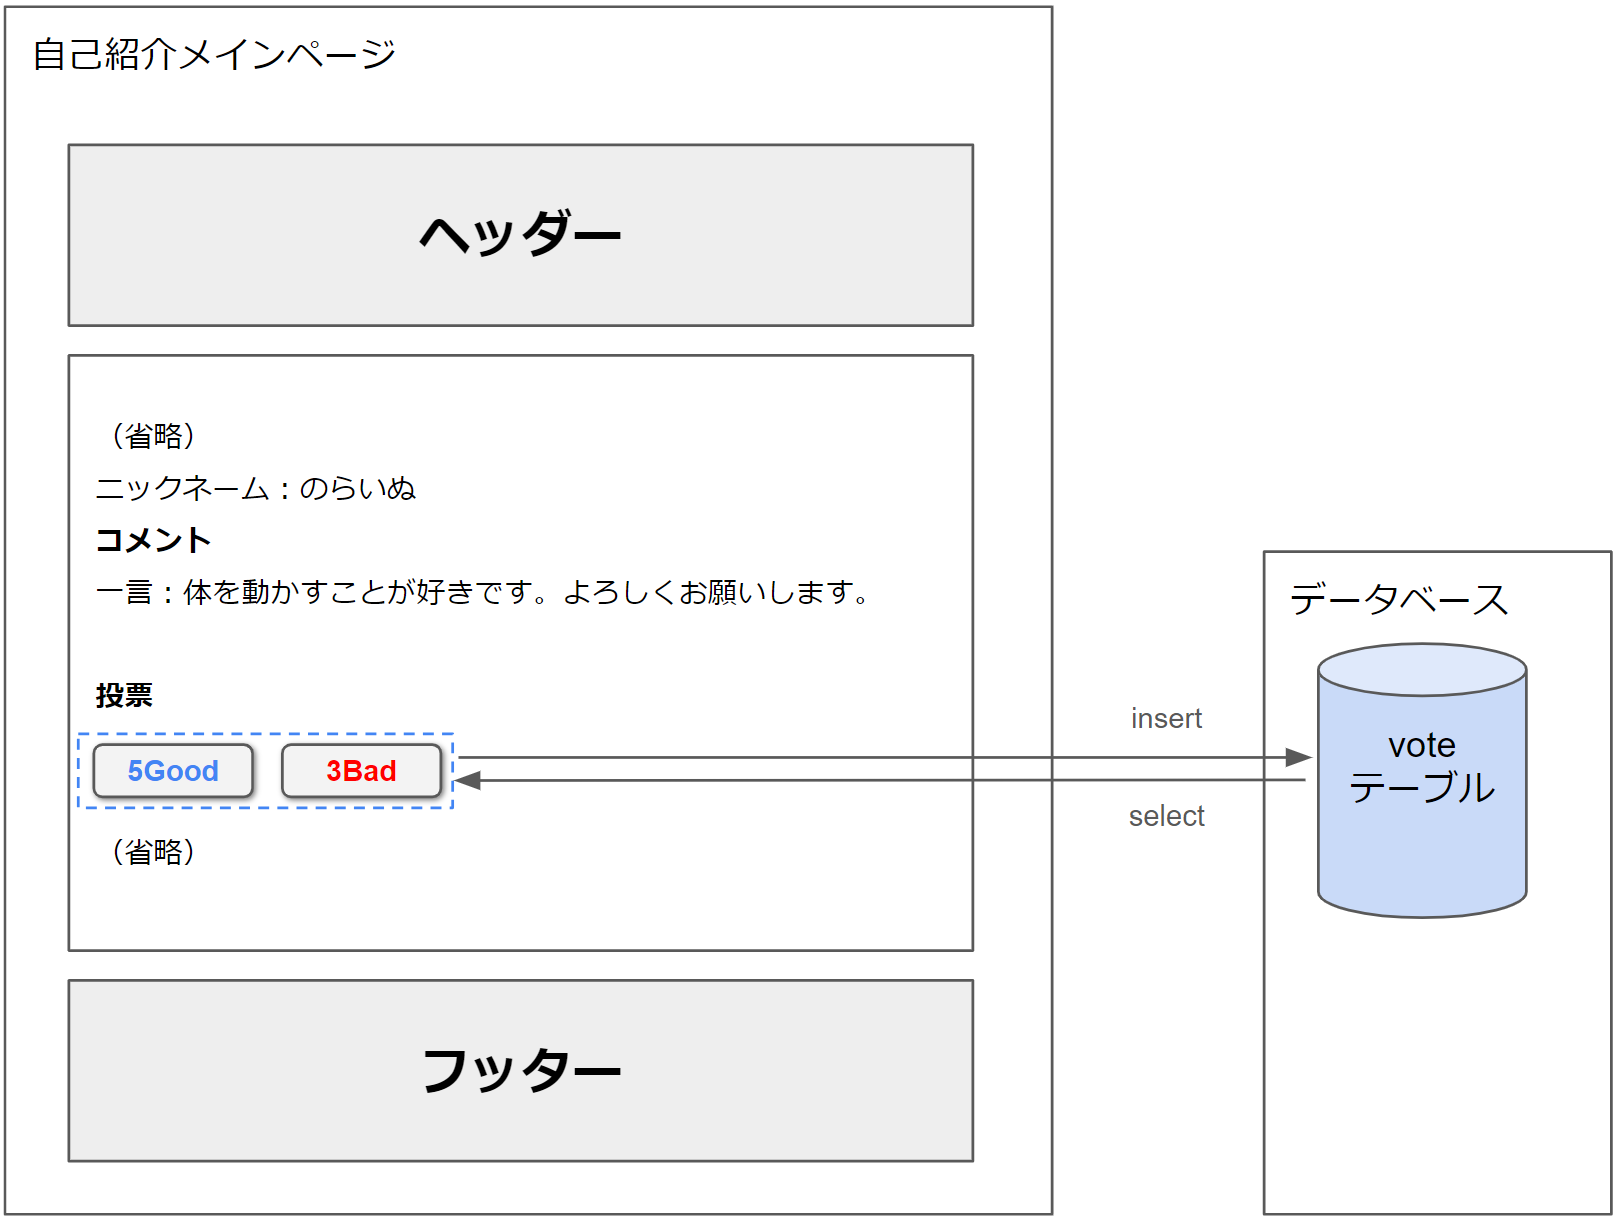 自己紹介メインページ
ヘッダー
（省略）
ニックネーム：のらいぬ
コメント
一言：体を動かすことが好きです。よろしくお願いします。
投票
5Good
3Bad
（省略）
フッター
insert
select
データベース
vote
テーブル